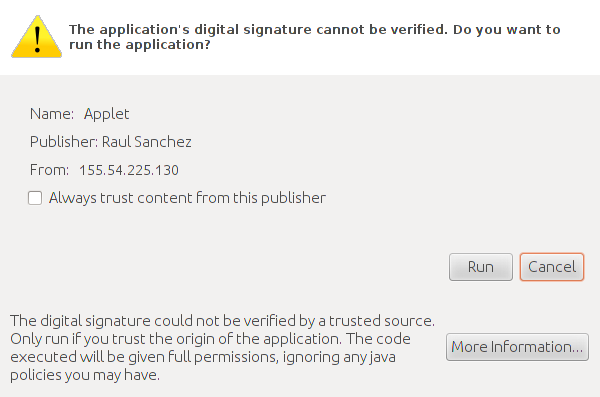 The application's digital signature cannot be verified. Do you want to
run the application?
Name: Applet
Publisher: Raul Sanchez
From: 155.54.225.130
Always trust content from this publisher
Run Cancel
The digital signature could not be verified by a trusted source.
Only run if you trust the origin of the application. The code
executed will be given full permissions, ignoring any java
policies you may have.
More Information...